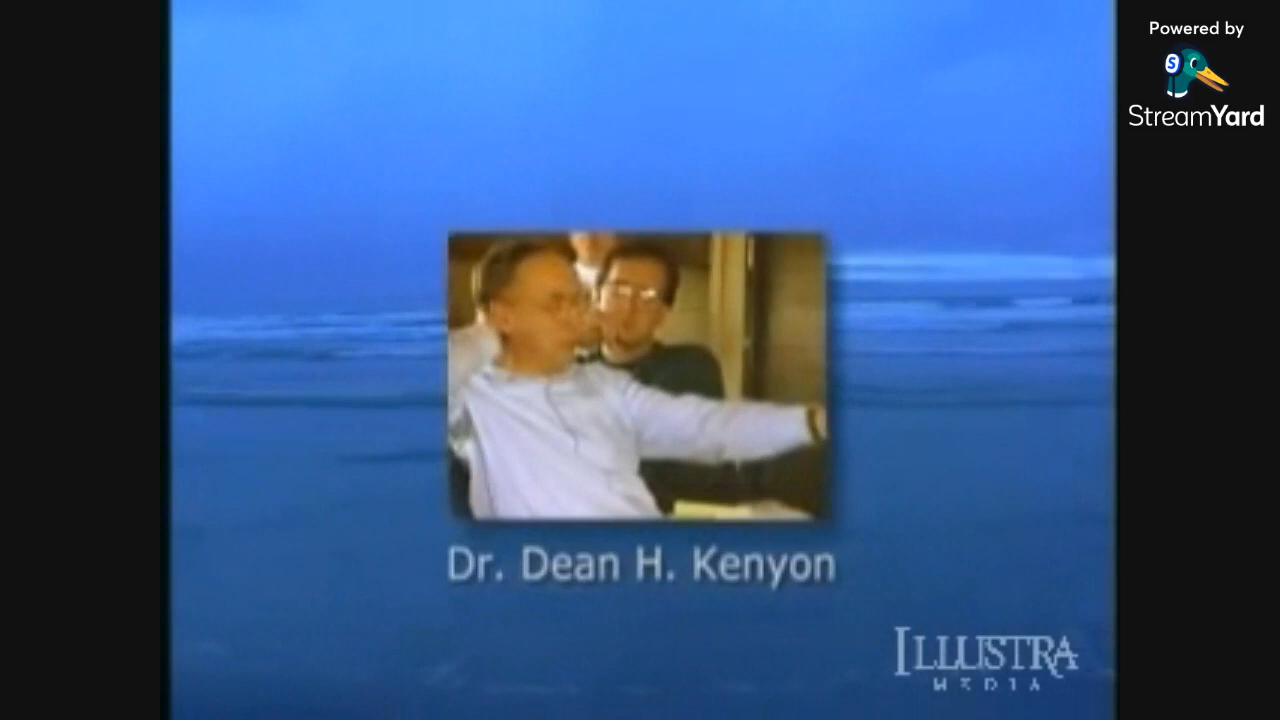 Powered by
S
StreamYard
Dr. Dean H. Kenyon
ILLUSTRA
MEDIA